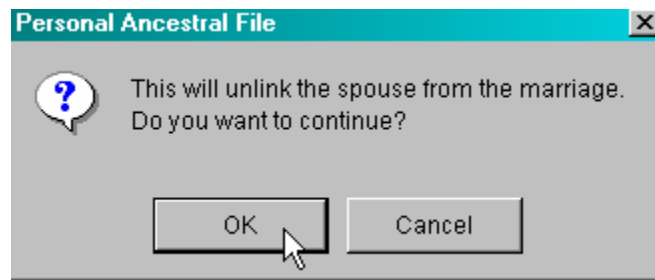 Personal Ancestral File
This will unlink the spouse from the marriage.
Do you want to continue?
OK
Cancel